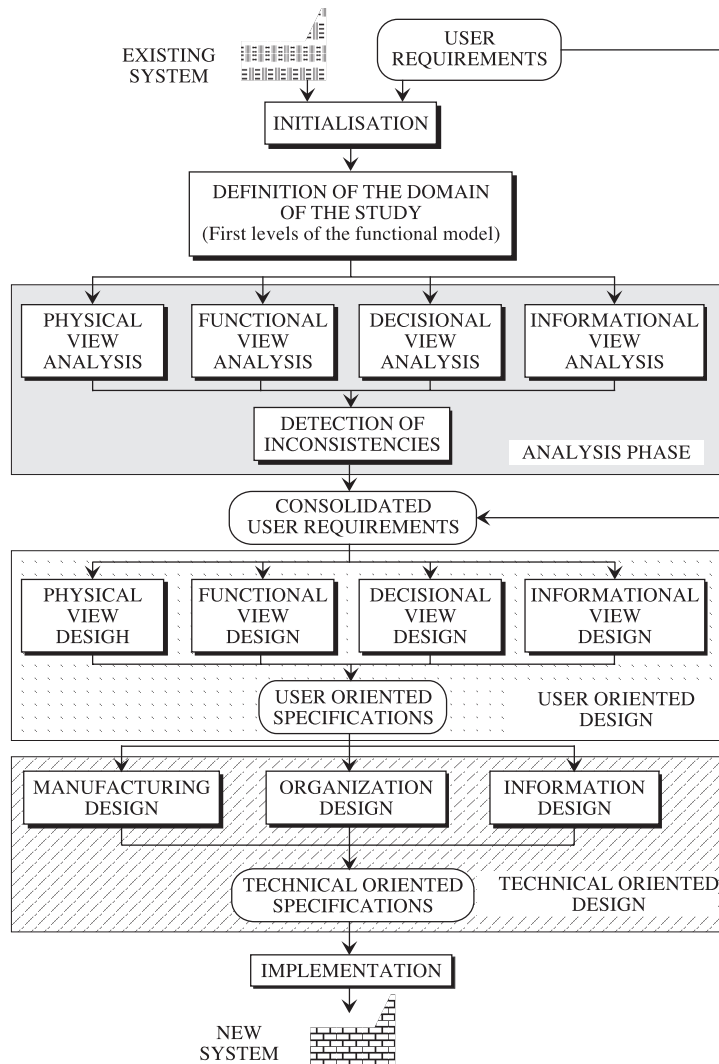 EXISTING
SYSTEM
USER
REQUIREMENTS
INITIALISATION
DEFINITION OF THE DOMAIN
OF THE STUDY
(First levels of the functional model)
PHYSICAL
VIEW
ANALYSIS
FUNCTIONAL
VIEW
ANALYSIS
DECISIONAL
VIEW
ANALYSIS
INFORMATIONAL
VIEW
ANALYSIS
DETECTION OF
INCONSISTENCIES
ANALYSIS PHASE
CONSOLIDATED
USER REQUIREMENTS
PHYSICAL
VIEW
DESIGH
FUNCTIONAL
VIEW
DESIGN
DECISIONAL
VIEW
DESIGN
INFORMATIONAL
VIEW
DESIGN
USER ORIENTED
SPECIFICATIONS
USER ORIENTED
DESIGN
MANUFACTURING
DESIGN
ORGANIZATION
DESIGN
INFORMATION
DESIGN
TECHNICAL ORIENTED
SPECIFICATIONS
TECHNICAL ORIENTED
DESIGN
IMPLEMENTATION
NEW
SYSTEM